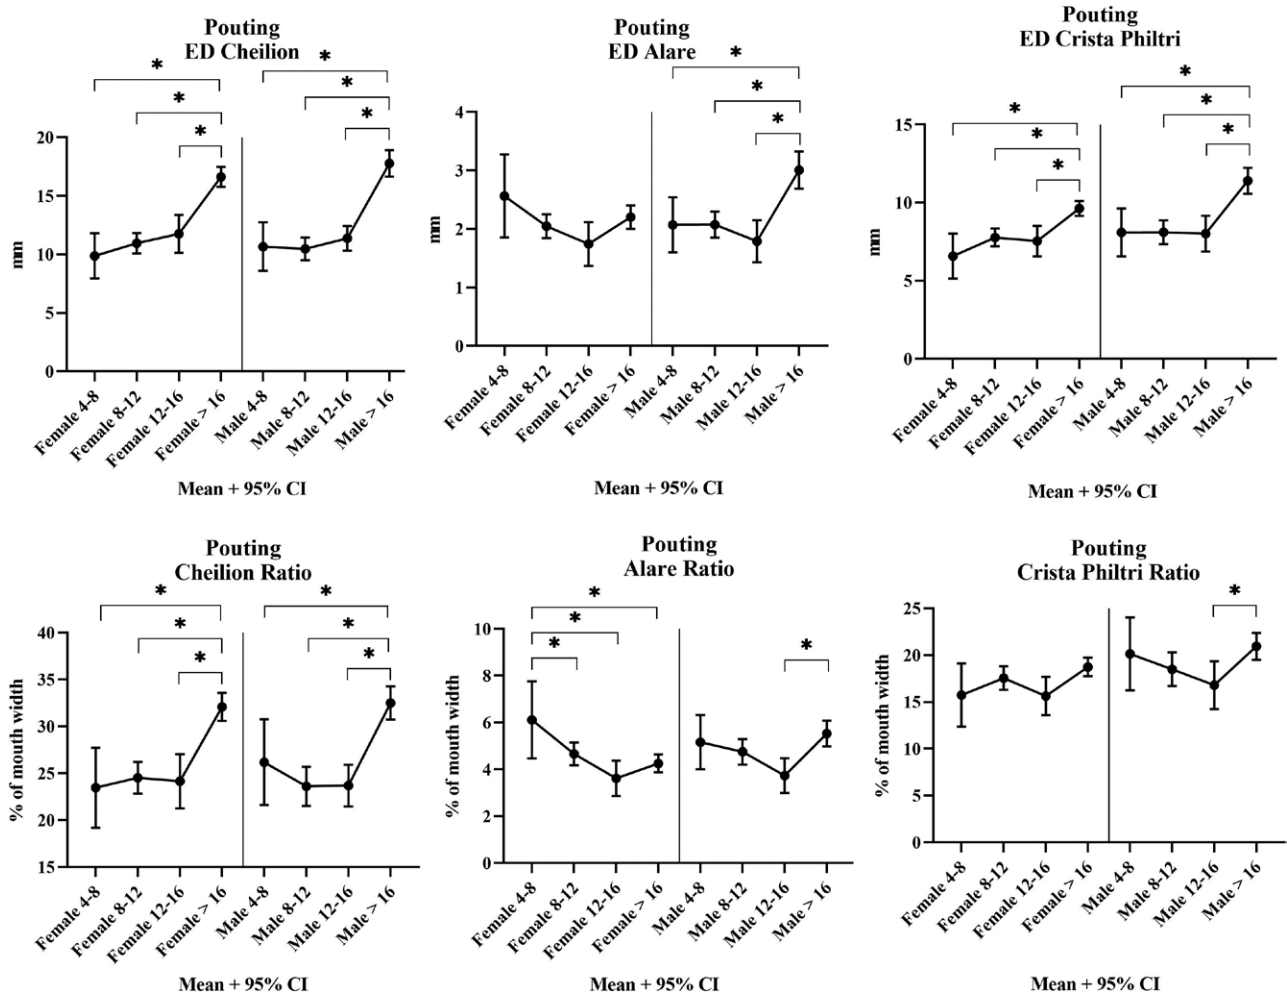 Pouting
ED Cheilion
*
*
*
*
*
*
20
15
10
5
0
mm
Female 4-8
Female 8-12
Female 12-16
Female > 16
Male 4-8
Male 8-12
Male 12-16
Male > 16
Mean + 95% CI
Pouting
ED Alare
*
*
*
4
3
2
1
0
mm
Female 4-8
Female 8-12
Female 12-16
Female > 16
Male 4-8
Male 8-12
Male 12-16
Male > 16
Mean + 95% CI
Pouting
ED Crista Philtri
*
*
*
*
*
*
15
10
5
0
mm
Female 4-8
Female 8-12
Female 12-16
Female > 16
Male 4-8
Male 8-12
Male 12-16
Male > 16
Mean + 95% CI
Pouting
Cheilion Ratio
*
*
*
*
*
*
40
35
30
25
20
15
% of mouth width
Female 4-8
Female 8-12
Female 12-16
Female > 16
Male 4-8
Male 8-12
Male 12-16
Male > 16
Mean + 95% CI
Pouting
Alare Ratio
*
*
*
*
10
8
6
4
2
0
% of mouth width
Female 4-8
Female 8-12
Female 12-16
Female > 16
Male 4-8
Male 8-12
Male 12-16
Male > 16
Mean + 95% CI
Pouting
Crista Philtri Ratio
*
25
20
15
10
5
0
% of mouth width
Female 4-8
Female 8-12
Female 12-16
Female > 16
Male 4-8
Male 8-12
Male 12-16
Male > 16
Mean + 95% CI